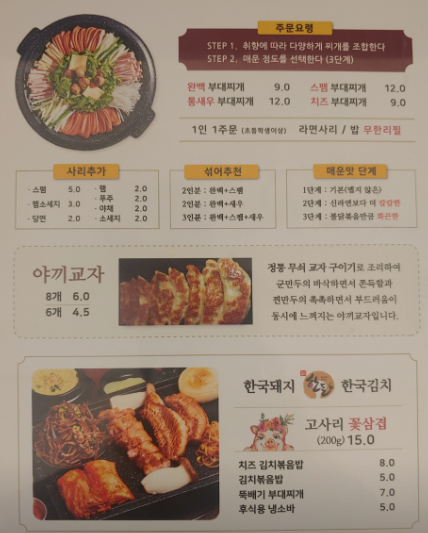 주문요령
STEP 1. 취향에 따라 다양하게 찌개를 조합한다
STEP 2. 매운 정도를 선택한다 (3단계)
완백 부대찌개 9.0 스팸 부대찌개 12.0
통새우 부대찌개 12.0 치즈 부대찌개 9.0
1인 1주문 (초등학생이상) 라면사리 / 밥 무한리필
사리추가
· 스팸 5.0 · 햄 2.0
· 햄소세지 3.0 · 푸주 2.0
· 야채 2.0
· 당면 2.0 · 소세지 2.0
섞어추천
2인분 : 완백+스팸
2인분 : 완백+새우
3인분 : 완백+스팸+새우
매운맛 단계
1단계 : 기본(맵지 않은)
2단계 : 신라면보다 더 칼칼한
3단계 : 불닭볶음면만큼 화끈한
야끼교자
8개 6.0
6개 4.5
정통 무쇠 교자 구이기로 조리하여
군만두의 바삭하면서 쫀득함과
찐만두의 촉촉하면서 부드러움이
동시에 느껴지는 야끼교자입니다.
한국돼지 한국김치
고사리 꽃삼겹
(200g) 15.0
치즈 김치볶음밥 8.0
김치볶음밥 5.0
뚝배기 부대찌개 7.0
후식용 냉소바 5.0